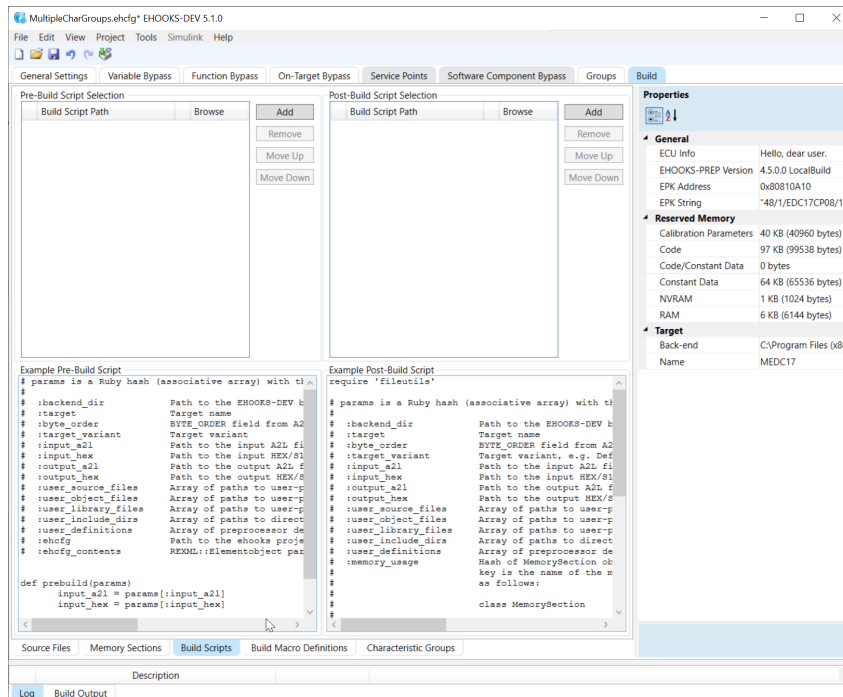 MultipleCharGroups.ehcfg* EHOOKS-DEV 5.1.0
File Edit View Project Tools Simulink Help
General Settings Variable Bypass Function Bypass On-Target Bypass Service Points Software Component Bypass Groups Build
Pre-Build Script Selection
Build Script Path Browse
Add
Remove
Move Up
Move Down
Post-Build Script Selection
Build Script Path Browse
Add
Remove
Move Up
Move Down
Example Pre-Build Script
# params is a Ruby hash (associative array) with th
#
# :backend_dir Path to the EHOOKS-DEV b
# :target Target name
# :byte_order BYTE_ORDER field from A2
# :target_variant Target variant
# :input_a2l Path to the input A2L fi
# :input_hex Path to the input HEX/S1
# :output_a2l Path to the output A2L f
# :output_hex Path to the output HEX/S
# :user_source_files Array of paths to user-p
# :user_object_files Array of paths to user-p
# :user_library_files Array of paths to user-p
# :user_include_dirs Array of paths to direct
# :user_definitions Array of preprocessor de
# :ehcfg Path to the ehooks proje
# :ehcfg_contents REXML::Elementobject par
def prebuild(params)
input_a2l = params[:input_a2l]
input_hex = params[:input_hex]
Example Post-Build Script
require 'fileutils'
# params is a Ruby hash (associative array) with th
#
# :backend_dir Path to the EHOOKS-DEV b
# :target Target name
# :byte_order BYTE_ORDER field from A2
# :target_variant Target variant, e.g. Def
# :input_a2l Path to the input A2L fi
# :input_hex Path to the input HEX/S1
# :output_a2l Path to the output A2L f
# :output_hex Path to the output HEX/S
# :user_source_files Array of paths to user-p
# :user_object_files Array of paths to user-p
# :user_library_files Array of paths to user-p
# :user_include_dirs Array of paths to direct
# :user_definitions Array of preprocessor de
# :memory_usage Hash of MemorySection ob
# key is the name of the m
# as follows:
#
# class MemorySection
#
Source Files Memory Sections Build Scripts Build Macro Definitions Characteristic Groups
Properties
General
ECU Info Hello, dear user.
EHOOKS-PREP Version 4.5.0.0 LocalBuild
EPK Address 0x80810A10
EPK String "48/1/EDC17CP08/1
Reserved Memory
Calibration Parameters 40 KB (40960 bytes)
Code 97 KB (99538 bytes)
Code/Constant Data 0 bytes
Constant Data 64 KB (65536 bytes)
NVRAM 1 KB (1024 bytes)
RAM 6 KB (6144 bytes)
Target
Back-end C:\Program Files (x8
Name MEDC17
Description
Log Build Output